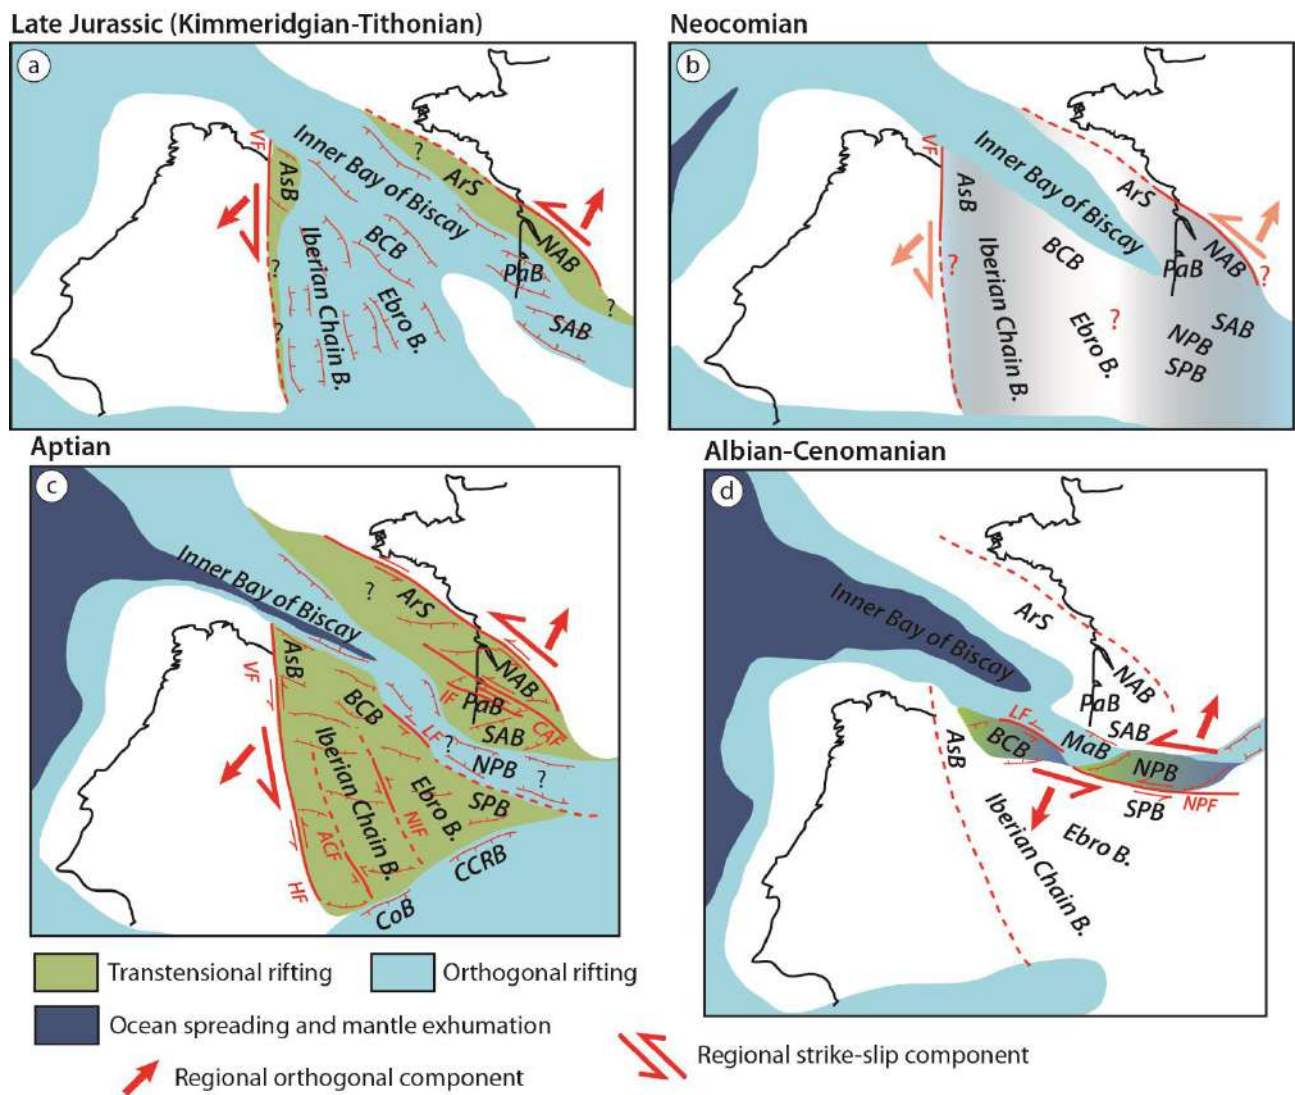 Late Jurassic (Kimmeridgian-Tithonian)
a
VF
AsB
?
ArS
Inner Bay of Biscay
BCB
NAB
PaB
?
?
?
Iberian Chain B.
Ebro B.
SAB
Neocomian
b
VF
AsB
ArS
Inner Bay of Biscay
BCB
NAB
PaB
?
?
?
Iberian Chain B.
Ebro B.
SAB
NPB
SPB
Aptian
c
Inner Bay of Biscay
?
ArS
VF
AsB
BCB
NAB
IF
PaB
CAF
LF
?
SAB
NPB
?
Iberian Chain B.
Ebro B.
SPB
NIF
ACF
HF
CCRB
CoB
Albian-Cenomanian
d
Inner Bay of Biscay
ArS
NAB
PaB
SAB
LF
AsB
BCB
MaB
NPB
SPB
NPF
Iberian Chain B.
Ebro B.
Transtensional rifting
Orthogonal rifting
Ocean spreading and mantle exhumation
Regional orthogonal component
Regional strike-slip component